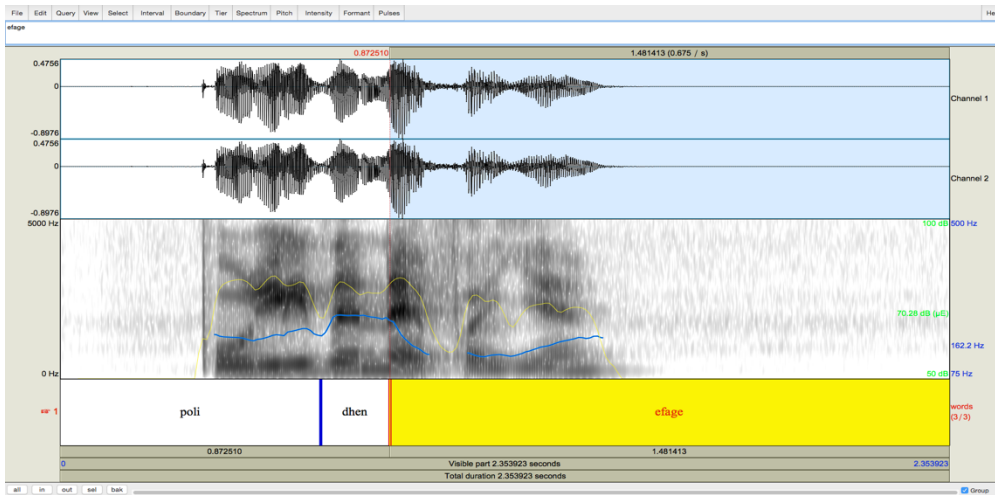 File Edit Query View Select Interval Boundary Tier Spectrum Pitch Intensity Formant Pulses He
efage
0.872510 1.481413 (0.675 / s)
0.4756
0
-0.8976
Channel 1
0.4756
0
-0.8976
Channel 2
5000 Hz 100 dB 500 Hz
70.28 dB (µE)
162.2 Hz
0 Hz 50 dB 75 Hz
1 poli dhen efage words
(3/3)
0.872510 1.481413
0 Visible part 2.353923 seconds 2.353923
Total duration 2.353923 seconds
all in out sel bak Group